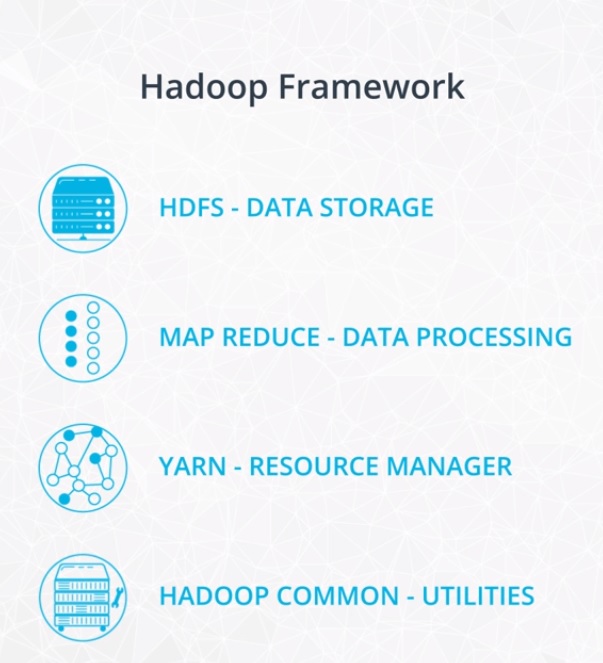 Hadoop Framework
HDFS - DATA STORAGE
MAP REDUCE - DATA PROCESSING
YARN - RESOURCE MANAGER
HADOOP COMMON - UTILITIES